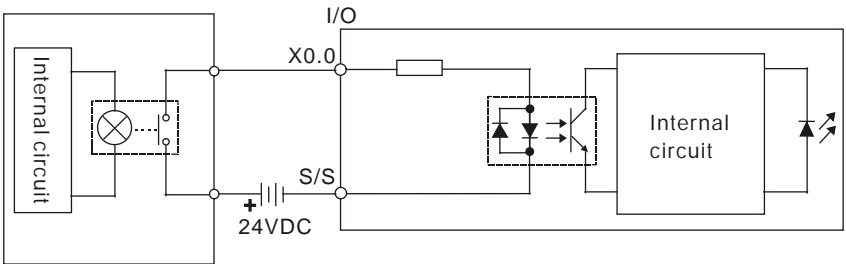 I/O
X0.0
Internal circuit
Internal
circuit
S/S
+
24VDC